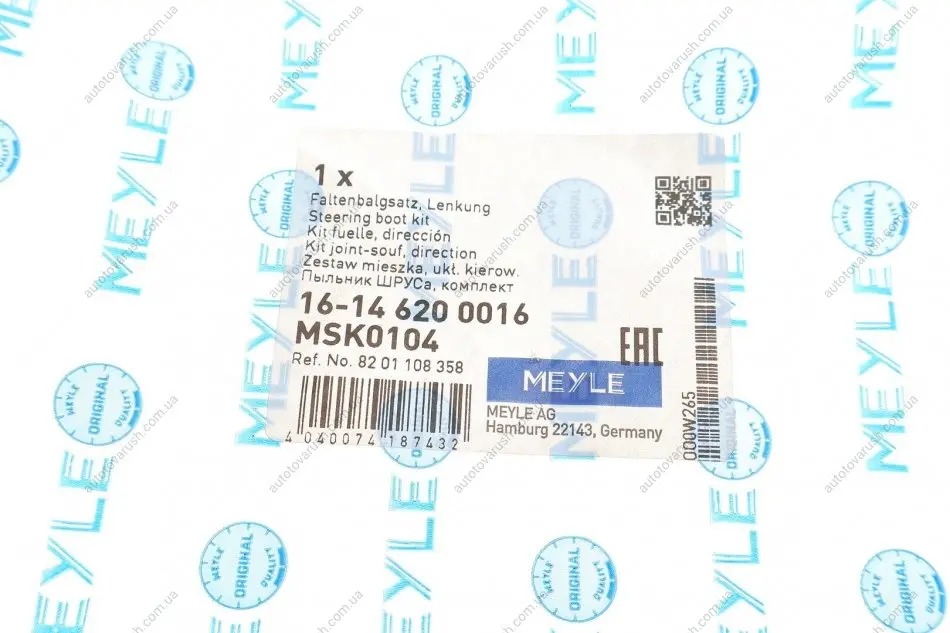 1 x
Faltenbalgsatz, Lenkung
Steering boot kit
Kit fuelle, dirección
Kit joint-souf, direction
Zestaw mieszka, ukł. kierow.
Пыльник ШРУСа, комплект
16-14 620 0016
MSK0104
Ref. No. 82 01 108 358
EAC
MEYLE
MEYLE AG
Hamburg 22143, Germany
4 040074 187432
000W265
MEYLE
MEYLE ORIGINAL QUALITY
autotovarush.com.ua